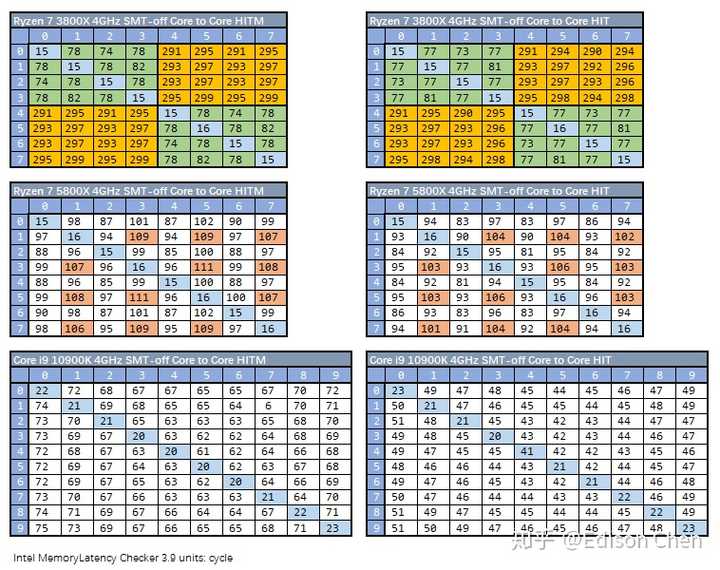 Ryzen 7 3800X 4GHz SMT-off Core to Core HITM
0 1 2 3 4 5 6 7
0 15 78 74 78 291 295 291 295
1 78 15 78 82 293 297 293 297
2 74 78 15 78 293 297 293 297
3 78 82 78 15 295 299 295 299
4 291 295 291 295 15 78 74 78
5 293 297 293 297 78 16 78 82
6 293 297 293 297 74 78 15 78
7 295 299 295 299 78 82 78 15
Ryzen 7 3800X 4GHz SMT-off Core to Core HIT
0 1 2 3 4 5 6 7
0 15 77 73 77 291 294 290 294
1 77 15 77 81 293 297 292 296
2 73 77 15 77 293 297 293 296
3 77 81 77 15 295 298 294 298
4 291 295 290 295 15 77 73 77
5 293 297 293 296 77 16 77 81
6 293 297 293 296 73 77 15 77
7 295 298 294 298 77 81 77 15
Ryzen 7 5800X 4GHz SMT-off Core to Core HITM
0 1 2 3 4 5 6 7
0 15 98 87 101 87 102 90 99
1 97 16 94 109 94 109 97 107
2 88 96 15 99 85 100 88 97
3 99 107 96 16 96 111 99 108
4 86 96 85 99 15 100 88 97
5 99 108 97 111 96 16 100 107
6 90 98 87 101 87 102 15 99
7 98 106 95 109 95 109 97 16
Ryzen 7 5800X 4GHz SMT-off Core to Core HIT
0 1 2 3 4 5 6 7
0 15 94 83 97 83 97 86 94
1 93 16 90 104 90 104 93 102
2 84 92 15 95 81 95 84 92
3 95 103 93 16 93 106 95 103
4 84 92 81 94 15 95 84 92
5 95 103 93 106 93 16 96 103
6 86 93 83 96 83 97 16 94
7 94 101 91 104 92 104 94 16
Core i9 10900K 4GHz SMT-off Core to Core HITM
0 1 2 3 4 5 6 7 8 9
0 22 72 68 67 67 65 67 67 70 72
1 74 21 69 68 65 65 64 6 70 71
2 73 70 21 65 63 63 63 65 68 70
3 73 69 67 20 63 62 62 64 68 69
4 72 68 67 63 20 61 62 64 66 68
5 72 69 67 64 63 20 62 63 67 68
6 72 69 67 65 63 62 20 64 66 69
7 73 70 67 66 63 63 63 21 64 70
8 74 71 69 66 67 64 66 68 22 71
9 75 73 69 67 66 65 65 68 71 23
Core i9 10900K 4GHz SMT-off Core to Core HIT
0 1 2 3 4 5 6 7 8 9
0 23 49 47 48 45 44 45 46 47 49
1 50 21 47 46 45 45 44 45 48 49
2 51 48 21 45 43 42 43 44 47 47
3 49 48 45 20 43 42 43 44 46 47
4 49 47 45 45 41 42 42 43 45 46
5 48 46 46 44 43 21 42 44 45 47
6 49 47 45 45 43 42 21 44 46 48
7 50 47 46 44 44 43 43 22 46 49
8 51 49 47 46 45 44 45 45 22 49
9 51 50 49 47 46 45 46 47 48 23
Intel MemoryLatency Checker 3.9 units: cycle
知乎 @Edison Chen